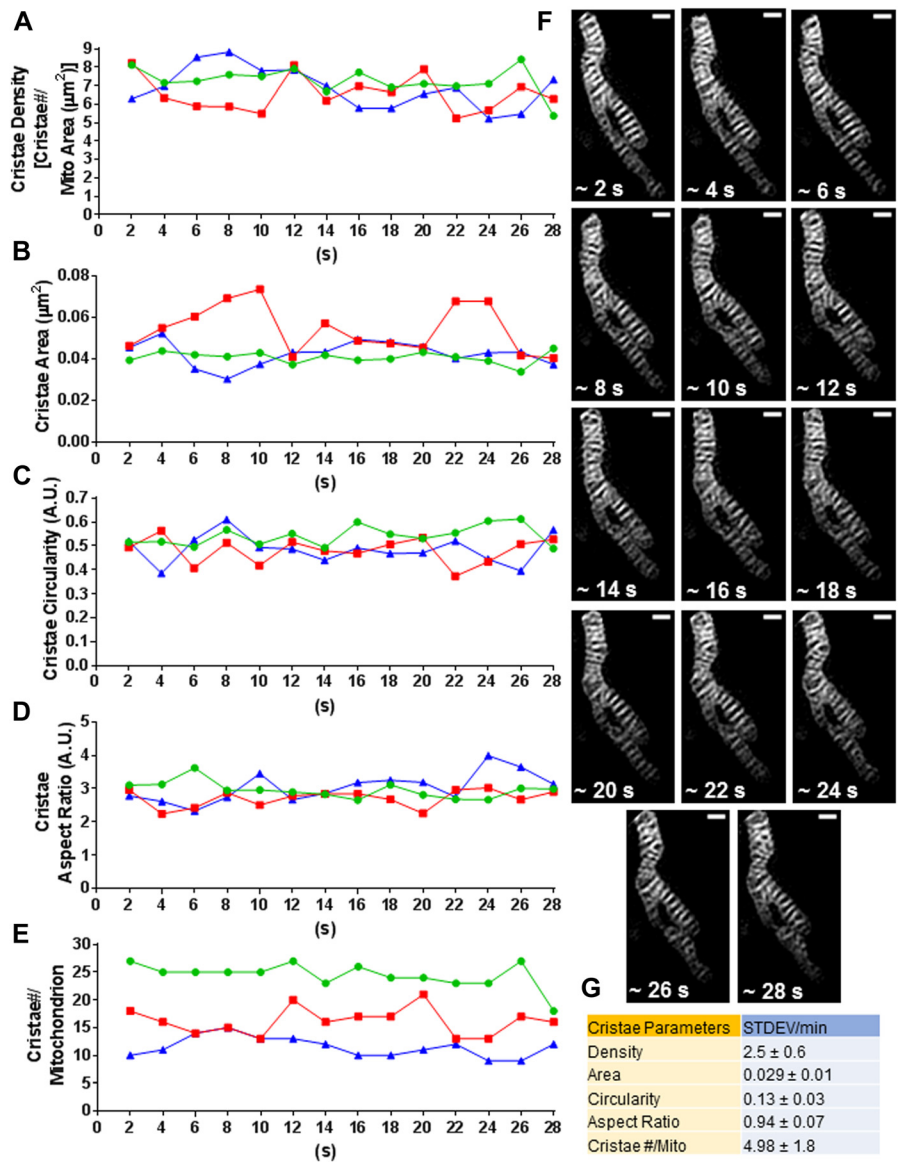 A
Cristae Density
[Cristae#/
Mito Area (µm²)]
9
8
7
6
5
4
3
2
1
0
0 2 4 6 8 10 12 14 16 18 20 22 24 26 28
(s)
B
Cristae Area (µm²)
0.08
0.06
0.04
0.02
0.00
0 2 4 6 8 10 12 14 16 18 20 22 24 26 28
(s)
C
Cristae Circularity (A.U.)
0.7
0.6
0.5
0.4
0.3
0.2
0.1
0.0
0 2 4 6 8 10 12 14 16 18 20 22 24 26 28
(s)
D
Cristae
Aspect Ratio (A.U.)
5
4
3
2
1
0
0 2 4 6 8 10 12 14 16 18 20 22 24 26 28
(s)
E
Cristae#/
Mitochondrion
30
25
20
15
10
5
0
0 2 4 6 8 10 12 14 16 18 20 22 24 26 28
(s)
F
~ 2 s
~ 4 s
~ 6 s
~ 8 s
~ 10 s
~ 12 s
~ 14 s
~ 16 s
~ 18 s
~ 20 s
~ 22 s
~ 24 s
~ 26 s
~ 28 s
G
Cristae Parameters STDEV/min
Density 2.5 ± 0.6
Area 0.029 ± 0.01
Circularity 0.13 ± 0.03
Aspect Ratio 0.94 ± 0.07
Cristae #/Mito 4.98 ± 1.8